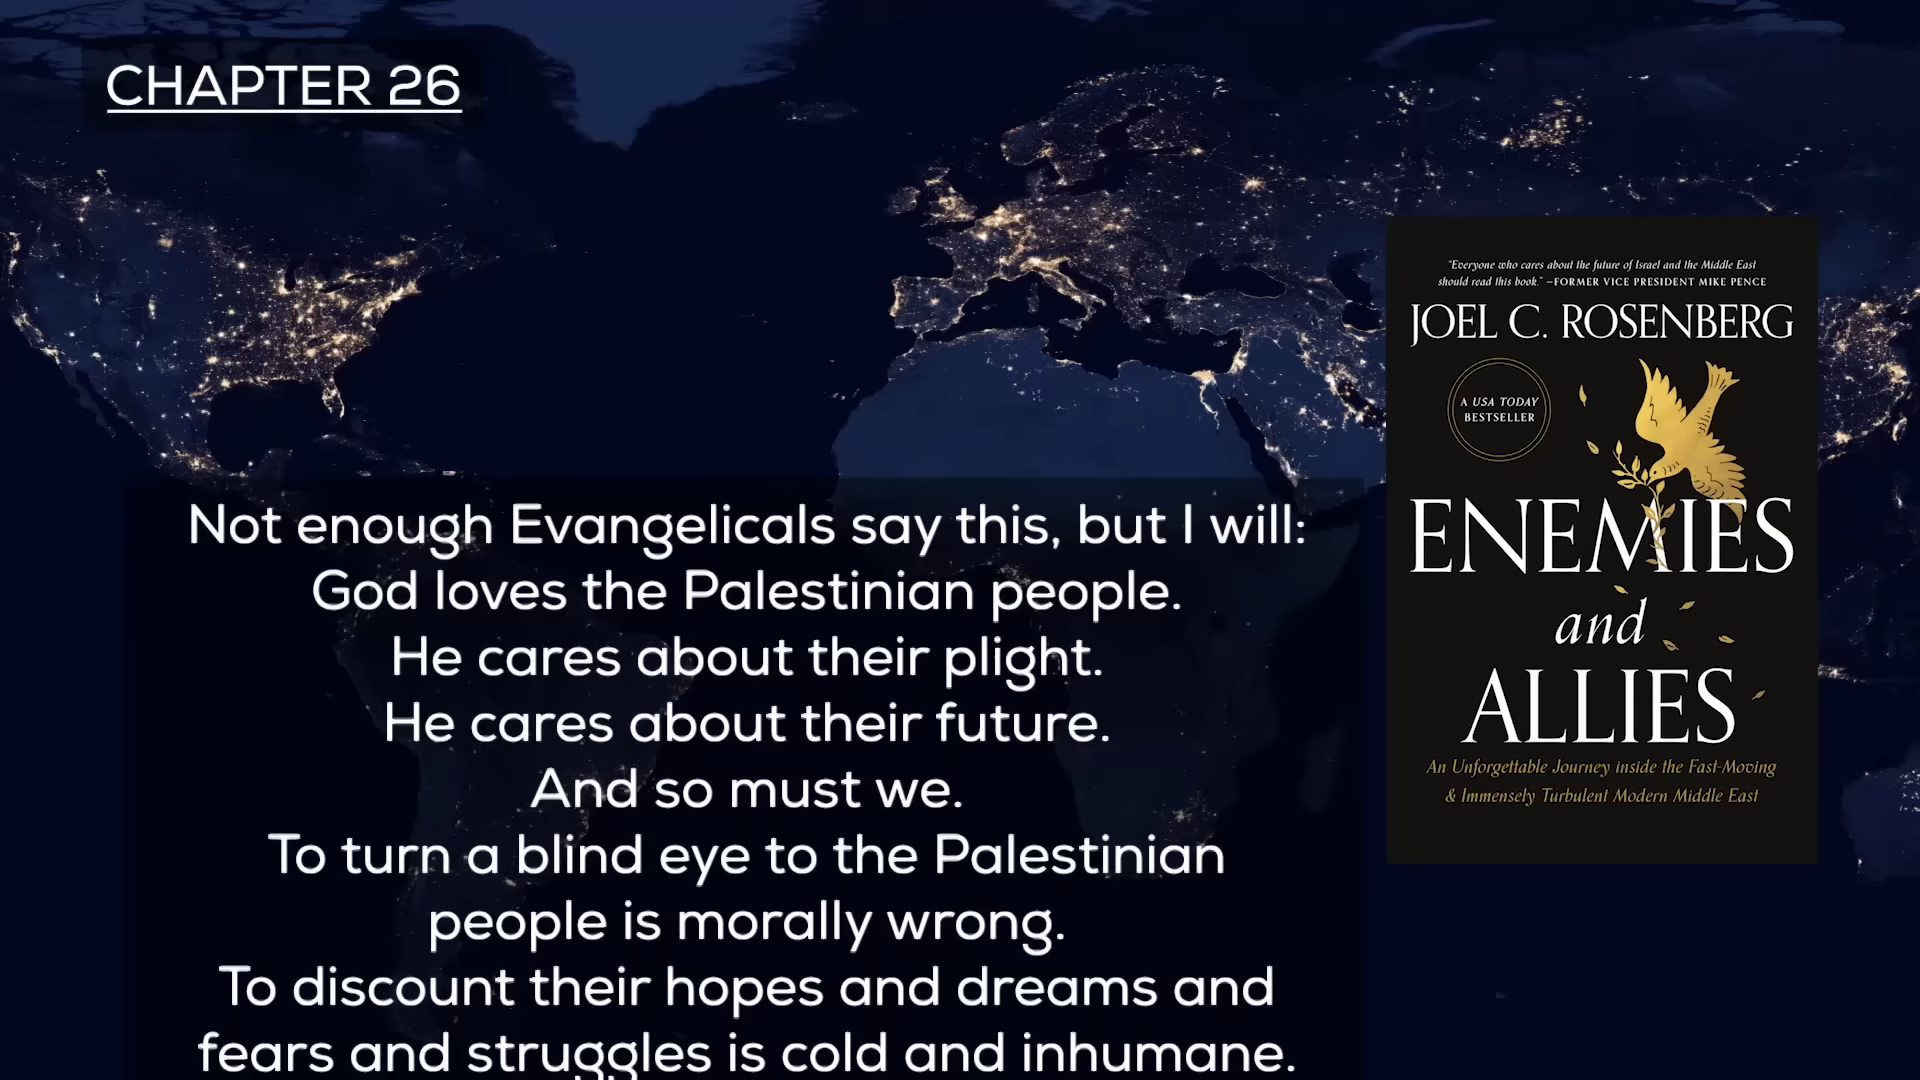 CHAPTER 26
Not enough Evangelicals say this, but I will:
God loves the Palestinian people.
He cares about their plight.
He cares about their future.
And so must we.
To turn a blind eye to the Palestinian
people is morally wrong.
To discount their hopes and dreams and
fears and struggles is cold and inhumane.
"Everyone who cares about the future of Israel and the Middle East
should read this book." –FORMER VICE PRESIDENT MIKE PENCE
JOEL C. ROSENBERG
A USA TODAY
BESTSELLER
ENEMIES
and
ALLIES
An Unforgettable Journey inside the Fast-Moving
& Immensely Turbulent Modern Middle East